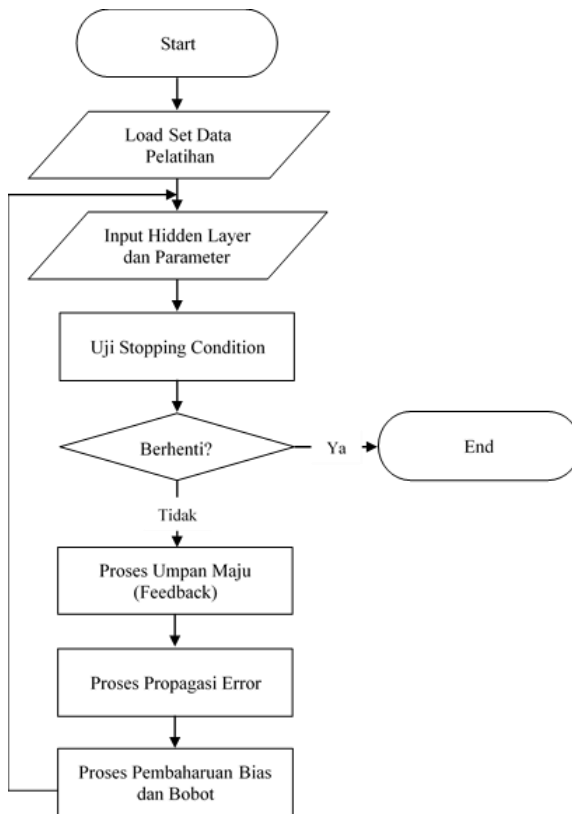 Start
Load Set Data
Pelatihan
Input Hidden Layer
dan Parameter
Uji Stopping Condition
Berhenti?
Ya
End
Tidak
Proses Umpan Maju
(Feedback)
Proses Propagasi Error
Proses Pembaharuan Bias
dan Bobot